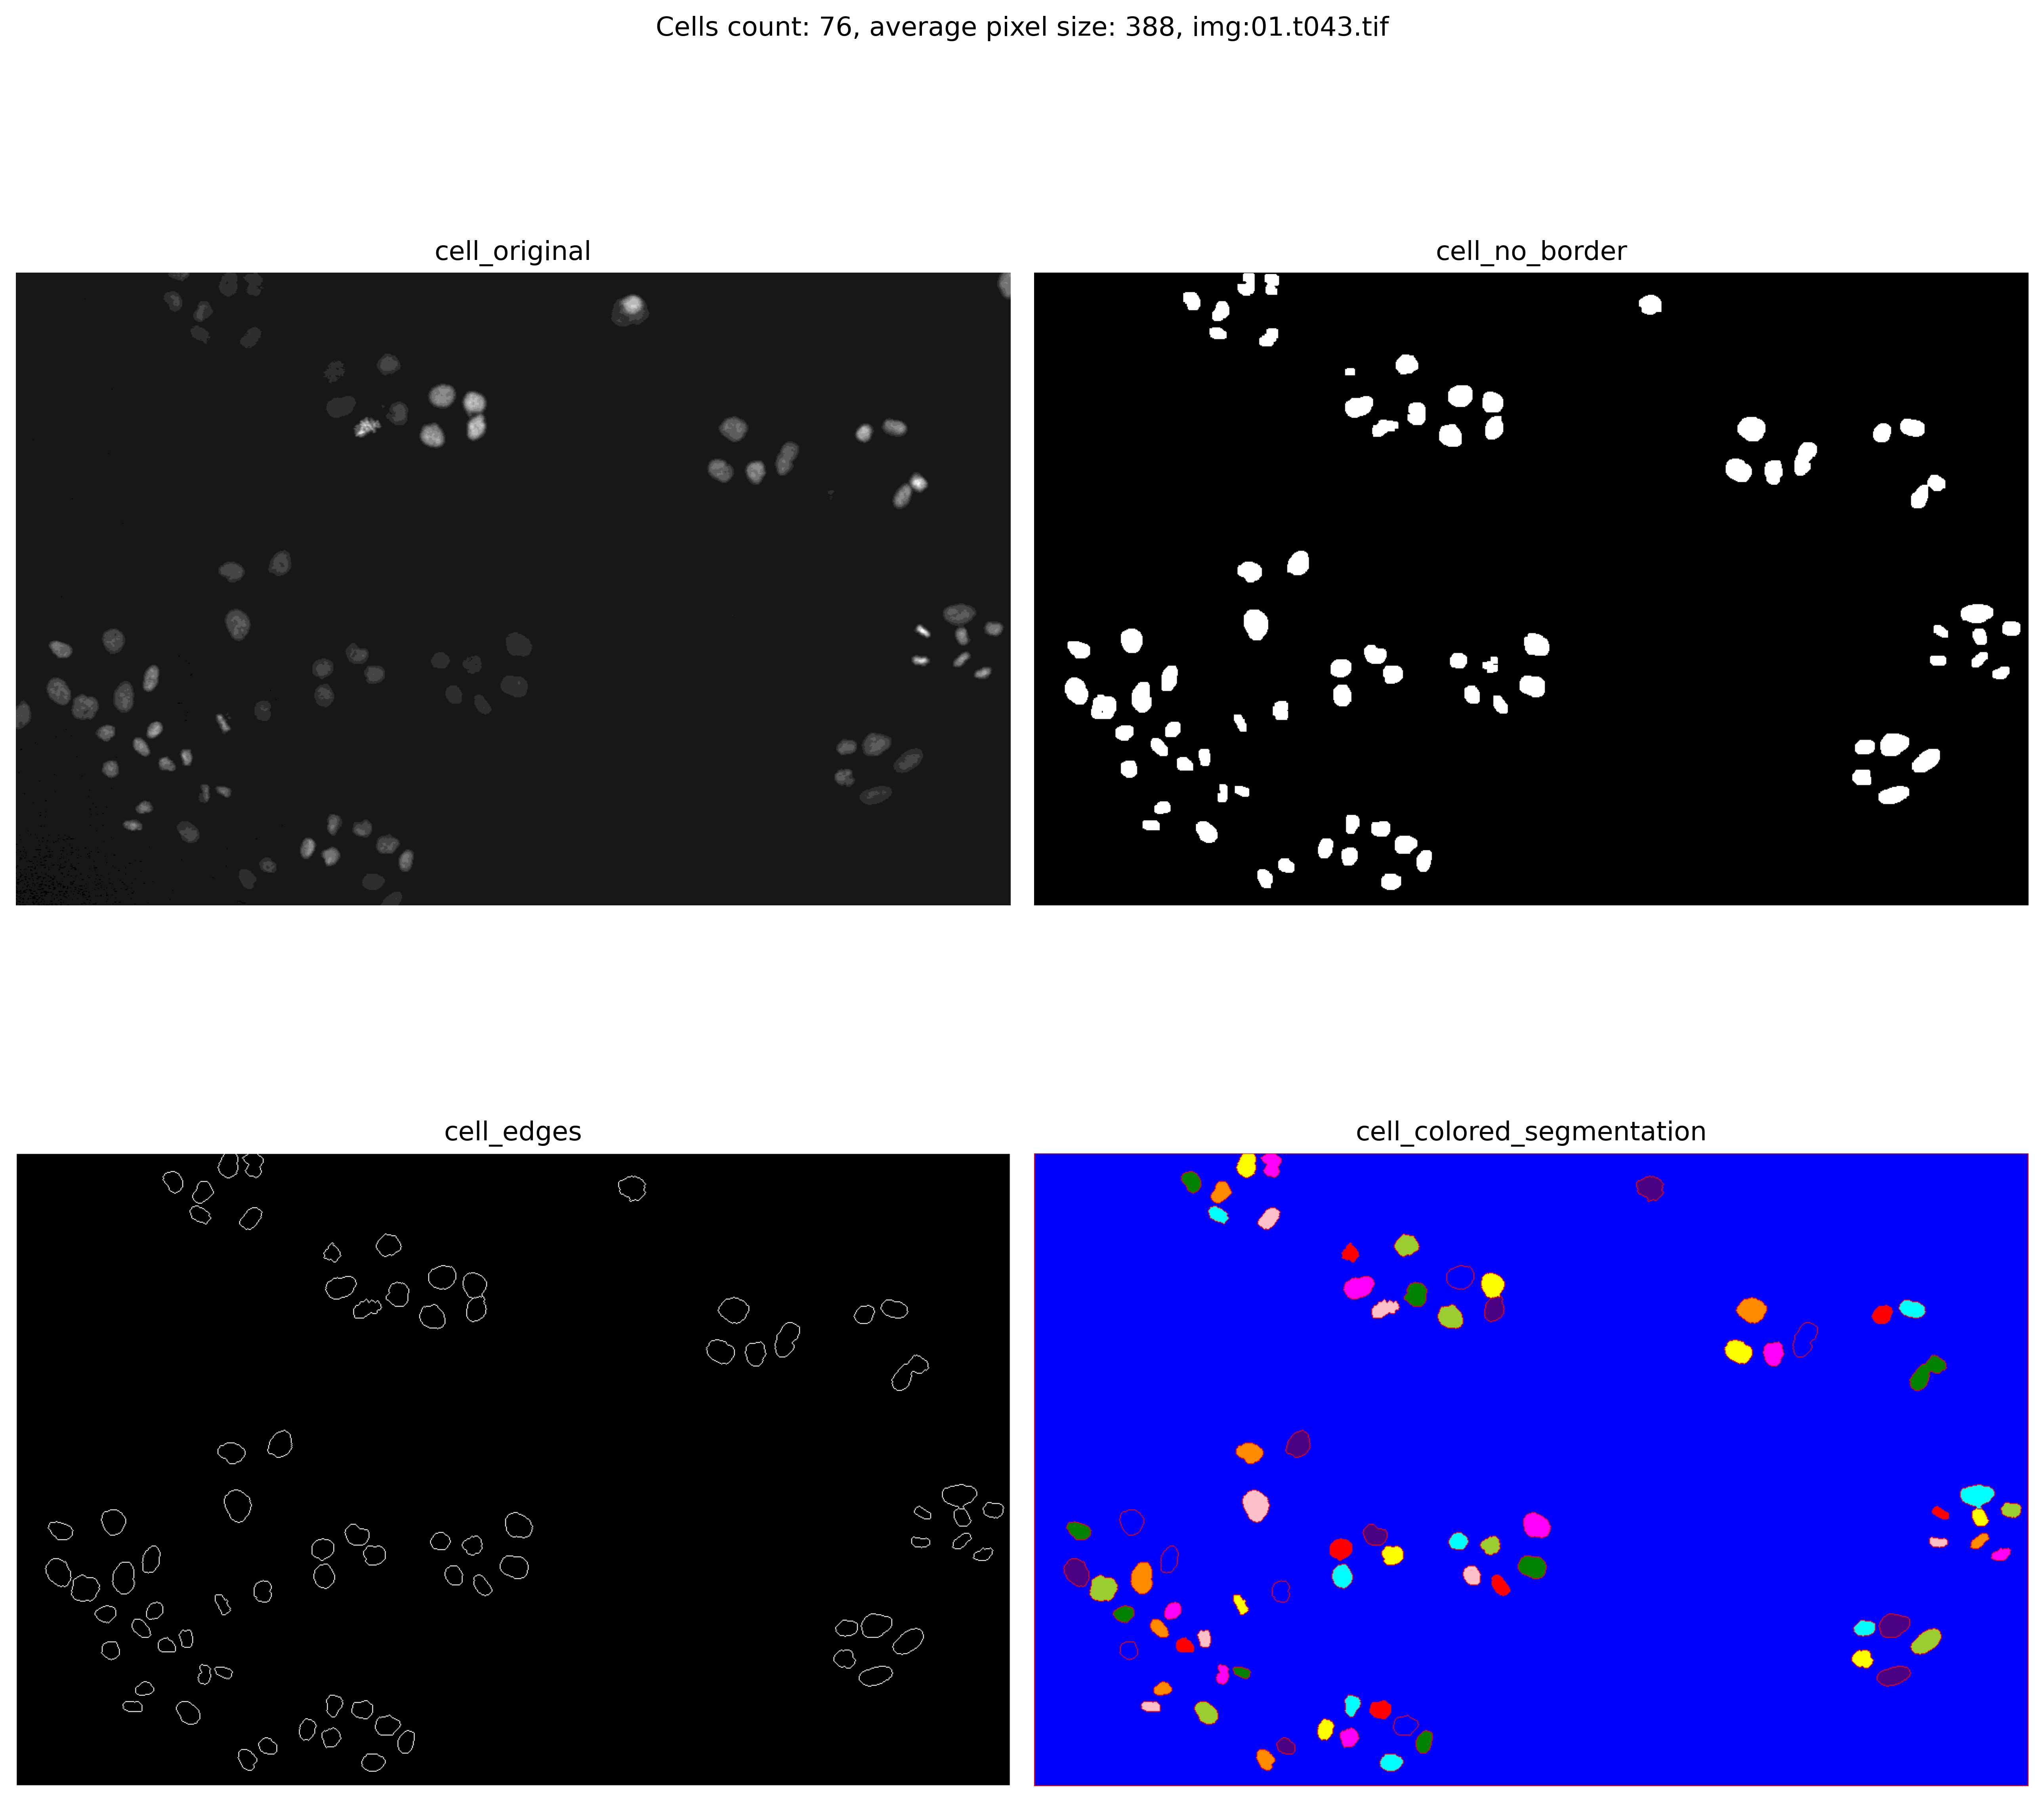 Cells count: 76, average pixel size: 388, img:01.t043.tif
cell_original
cell_no_border
cell_edges
cell_colored_segmentation